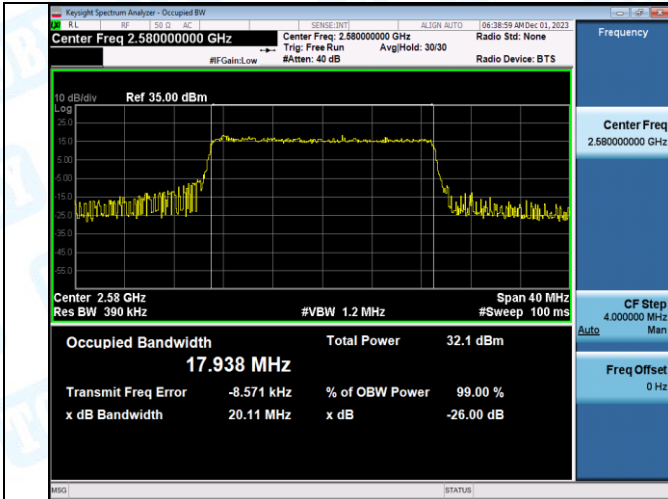 Keysight Spectrum Analyzer - Occupied BW
RL RF 50 Ω AC SENSE:INT ALIGN AUTO 06:38:59 AM Dec 01, 2023
Center Freq 2.580000000 GHz Center Freq: 2.580000000 GHz Radio Std: None
Trig: Free Run Avg|Hold: 30/30
#IFGain:Low #Atten: 40 dB Radio Device: BTS
Frequency
10 dB/div Ref 35.00 dBm
Log
25.0
15.0
5.00
-5.00
-15.0
-25.0
-35.0
-45.0
-55.0
Center Freq
2.580000000 GHz
Center 2.58 GHz Span 40 MHz
Res BW 390 kHz #VBW 1.2 MHz #Sweep 100 ms
CF Step
4.000000 MHz
Auto Man
Freq Offset
0 Hz
Occupied Bandwidth Total Power 32.1 dBm
17.938 MHz
Transmit Freq Error -8.571 kHz % of OBW Power 99.00 %
x dB Bandwidth 20.11 MHz x dB -26.00 dB
MSG STATUS